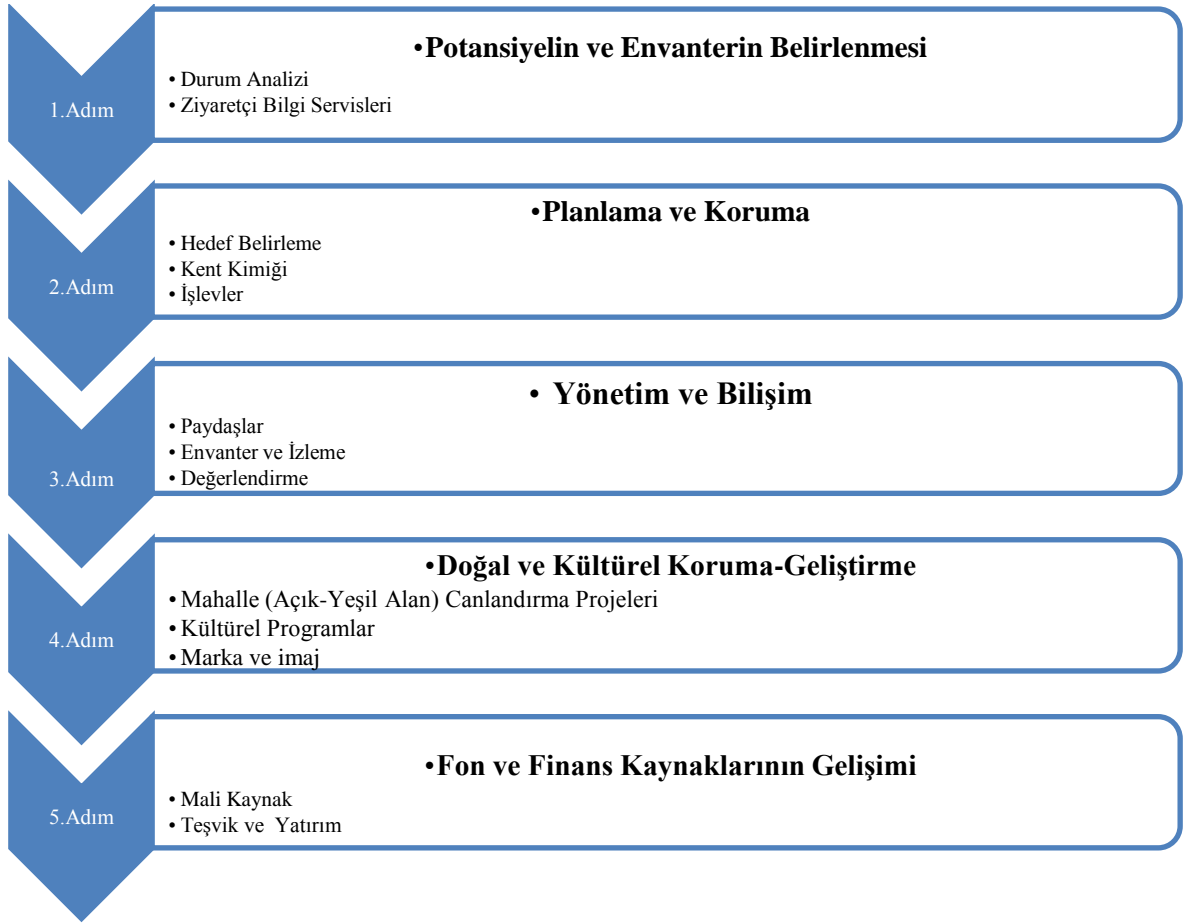 •Potansiyelin ve Envanterin Belirlenmesi
• Durum Analizi
• Ziyaretçi Bilgi Servisleri
1.Adım
•Planlama ve Koruma
• Hedef Belirleme
• Kent Kimiği
• İşlevler
2.Adım
• Yönetim ve Bilişim
• Paydaşlar
• Envanter ve İzleme
• Değerlendirme
3.Adım
•Doğal ve Kültürel Koruma-Geliştirme
• Mahalle (Açık-Yeşil Alan) Canlandırma Projeleri
• Kültürel Programlar
• Marka ve imaj
4.Adım
•Fon ve Finans Kaynaklarının Gelişimi
• Mali Kaynak
• Teşvik ve Yatırım
5.Adım